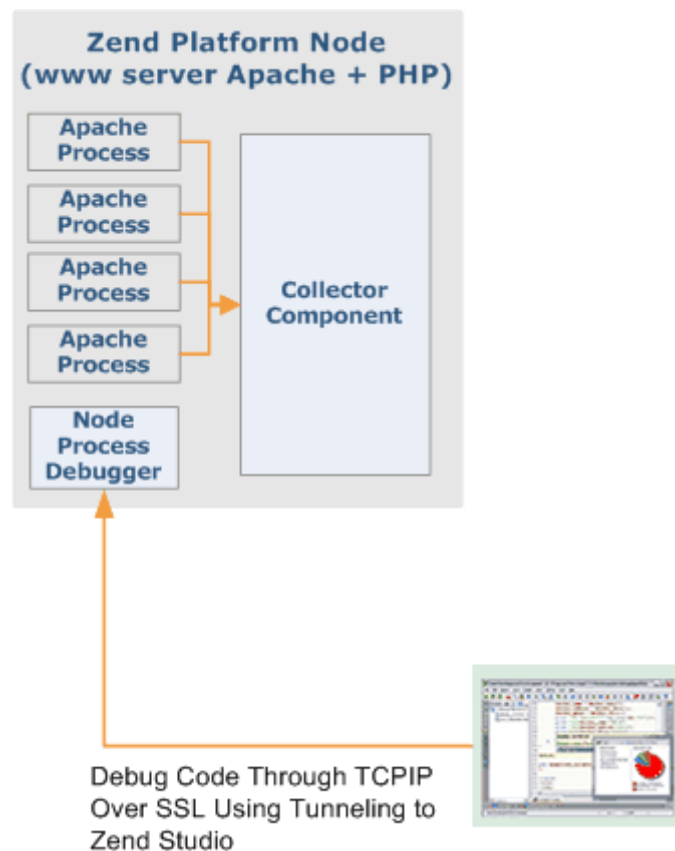 Zend Platform Node
(www server Apache + PHP)
Apache
Process
Apache
Process
Apache
Process
Apache
Process
Collector
Component
Node
Process
Debugger
Debug Code Through TCPIP
Over SSL Using Tunneling to
Zend Studio